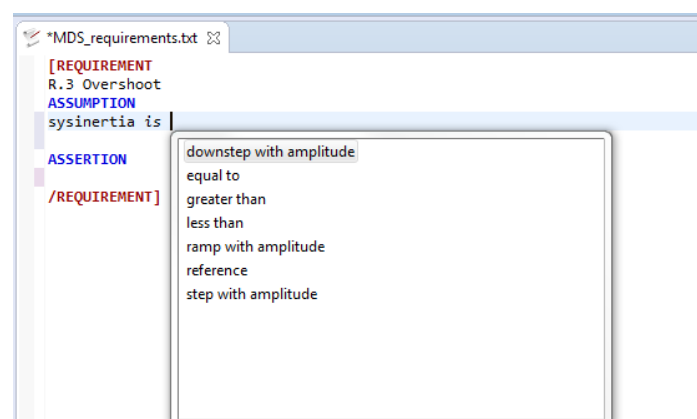 *MDS_requirements.txt
[REQUIREMENT
R.3 Overshoot
ASSUMPTION
sysinertia is
ASSERTION
/REQUIREMENT]
downstep with amplitude
equal to
greater than
less than
ramp with amplitude
reference
step with amplitude